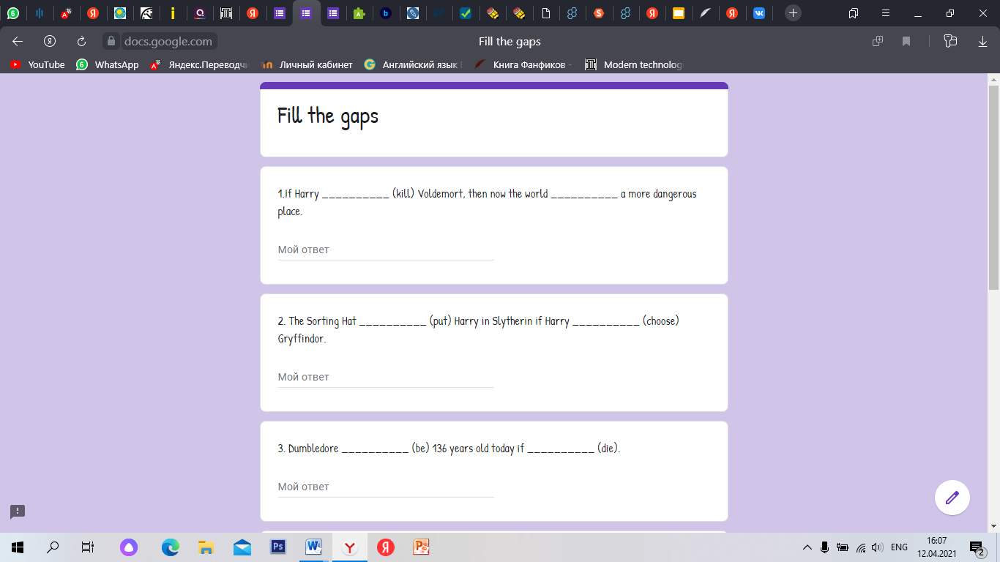 docs.google.com
Fill the gaps
YouTube
WhatsApp
Яндекс.Переводчи
Личный кабинет
Английский язык
Книга Фанфиков -
Modern technolog
Fill the gaps
1.If Harry __________ (kill) Voldemort, then now the world __________ a more dangerous
place.
Мой ответ
2. The Sorting Hat __________ (put) Harry in Slytherin if Harry __________ (choose)
Gryffindor.
Мой ответ
3. Dumbledore __________ (be) 136 years old today if __________ (die).
Мой ответ
ENG
16:07
12.04.2021
2